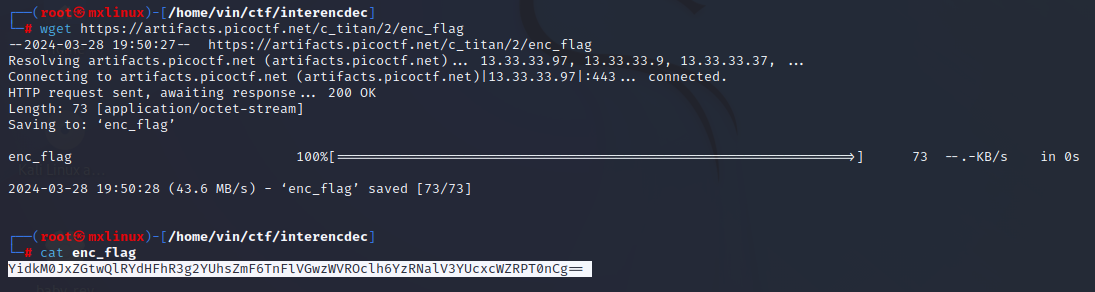 ┌──(root㉿mxlinux)-[/home/vin/ctf/interencdec]
└─# wget https://artifacts.picoctf.net/c_titan/2/enc_flag
--2024-03-28 19:50:27--  https://artifacts.picoctf.net/c_titan/2/enc_flag
Resolving artifacts.picoctf.net (artifacts.picoctf.net)... 13.33.33.97, 13.33.33.9, 13.33.33.37, ...
Connecting to artifacts.picoctf.net (artifacts.picoctf.net)|13.33.33.97|:443... connected.
HTTP request sent, awaiting response... 200 OK
Length: 73 [application/octet-stream]
Saving to: ‘enc_flag’
enc_flag 100%[===================================================>] 73 --.-KB/s in 0s
2024-03-28 19:50:28 (43.6 MB/s) - ‘enc_flag’ saved [73/73]
┌──(root㉿mxlinux)-[/home/vin/ctf/interencdec]
└─# cat enc_flag
YidkM0JxZGtwQlRYdHFhR3g2YUhsZmF6TnFlVGwzWVROclh6YzRNalV3YUcxcWZRPT0nCg==